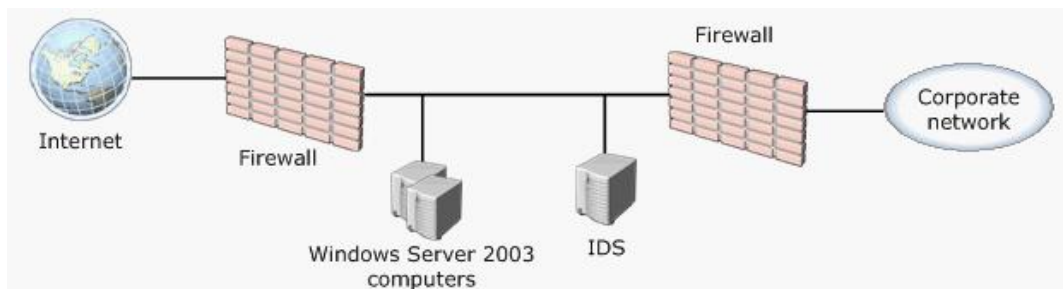 Internet
Firewall
Windows Server 2003
computers
IDS
Firewall
Corporate
network